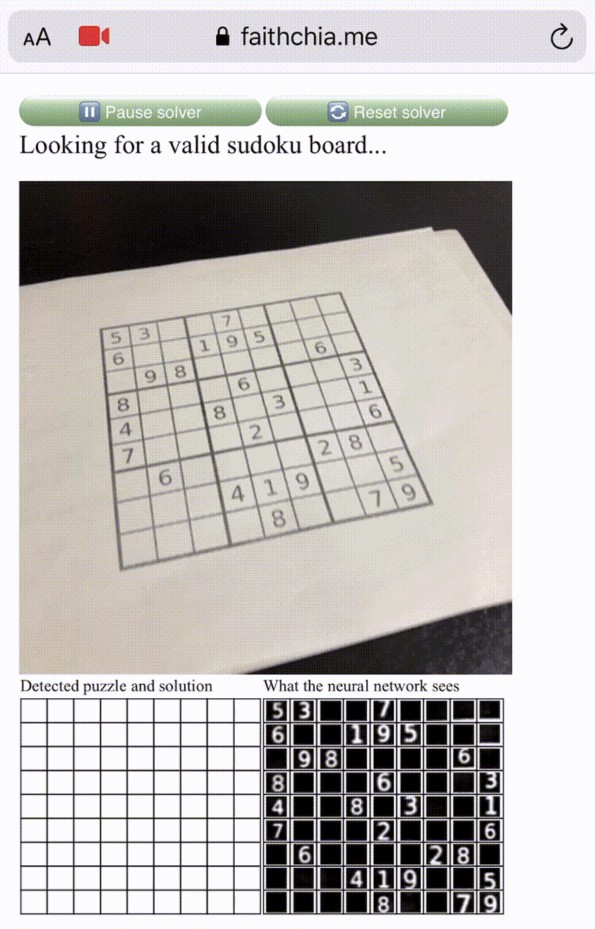 AA faithchia.me
Pause solver Reset solver
Looking for a valid sudoku board...
5 3 7
6 1 9 5
9 8 6
8 6 3
4 8 3 1
7 2 6
6 2 8
4 1 9 5
8 7 9
Detected puzzle and solution What the neural network sees
5 3 7
6 1 9 5
9 8 6
8 6 3
4 8 3 1
7 2 6
6 2 8
4 1 9 5
8 7 9